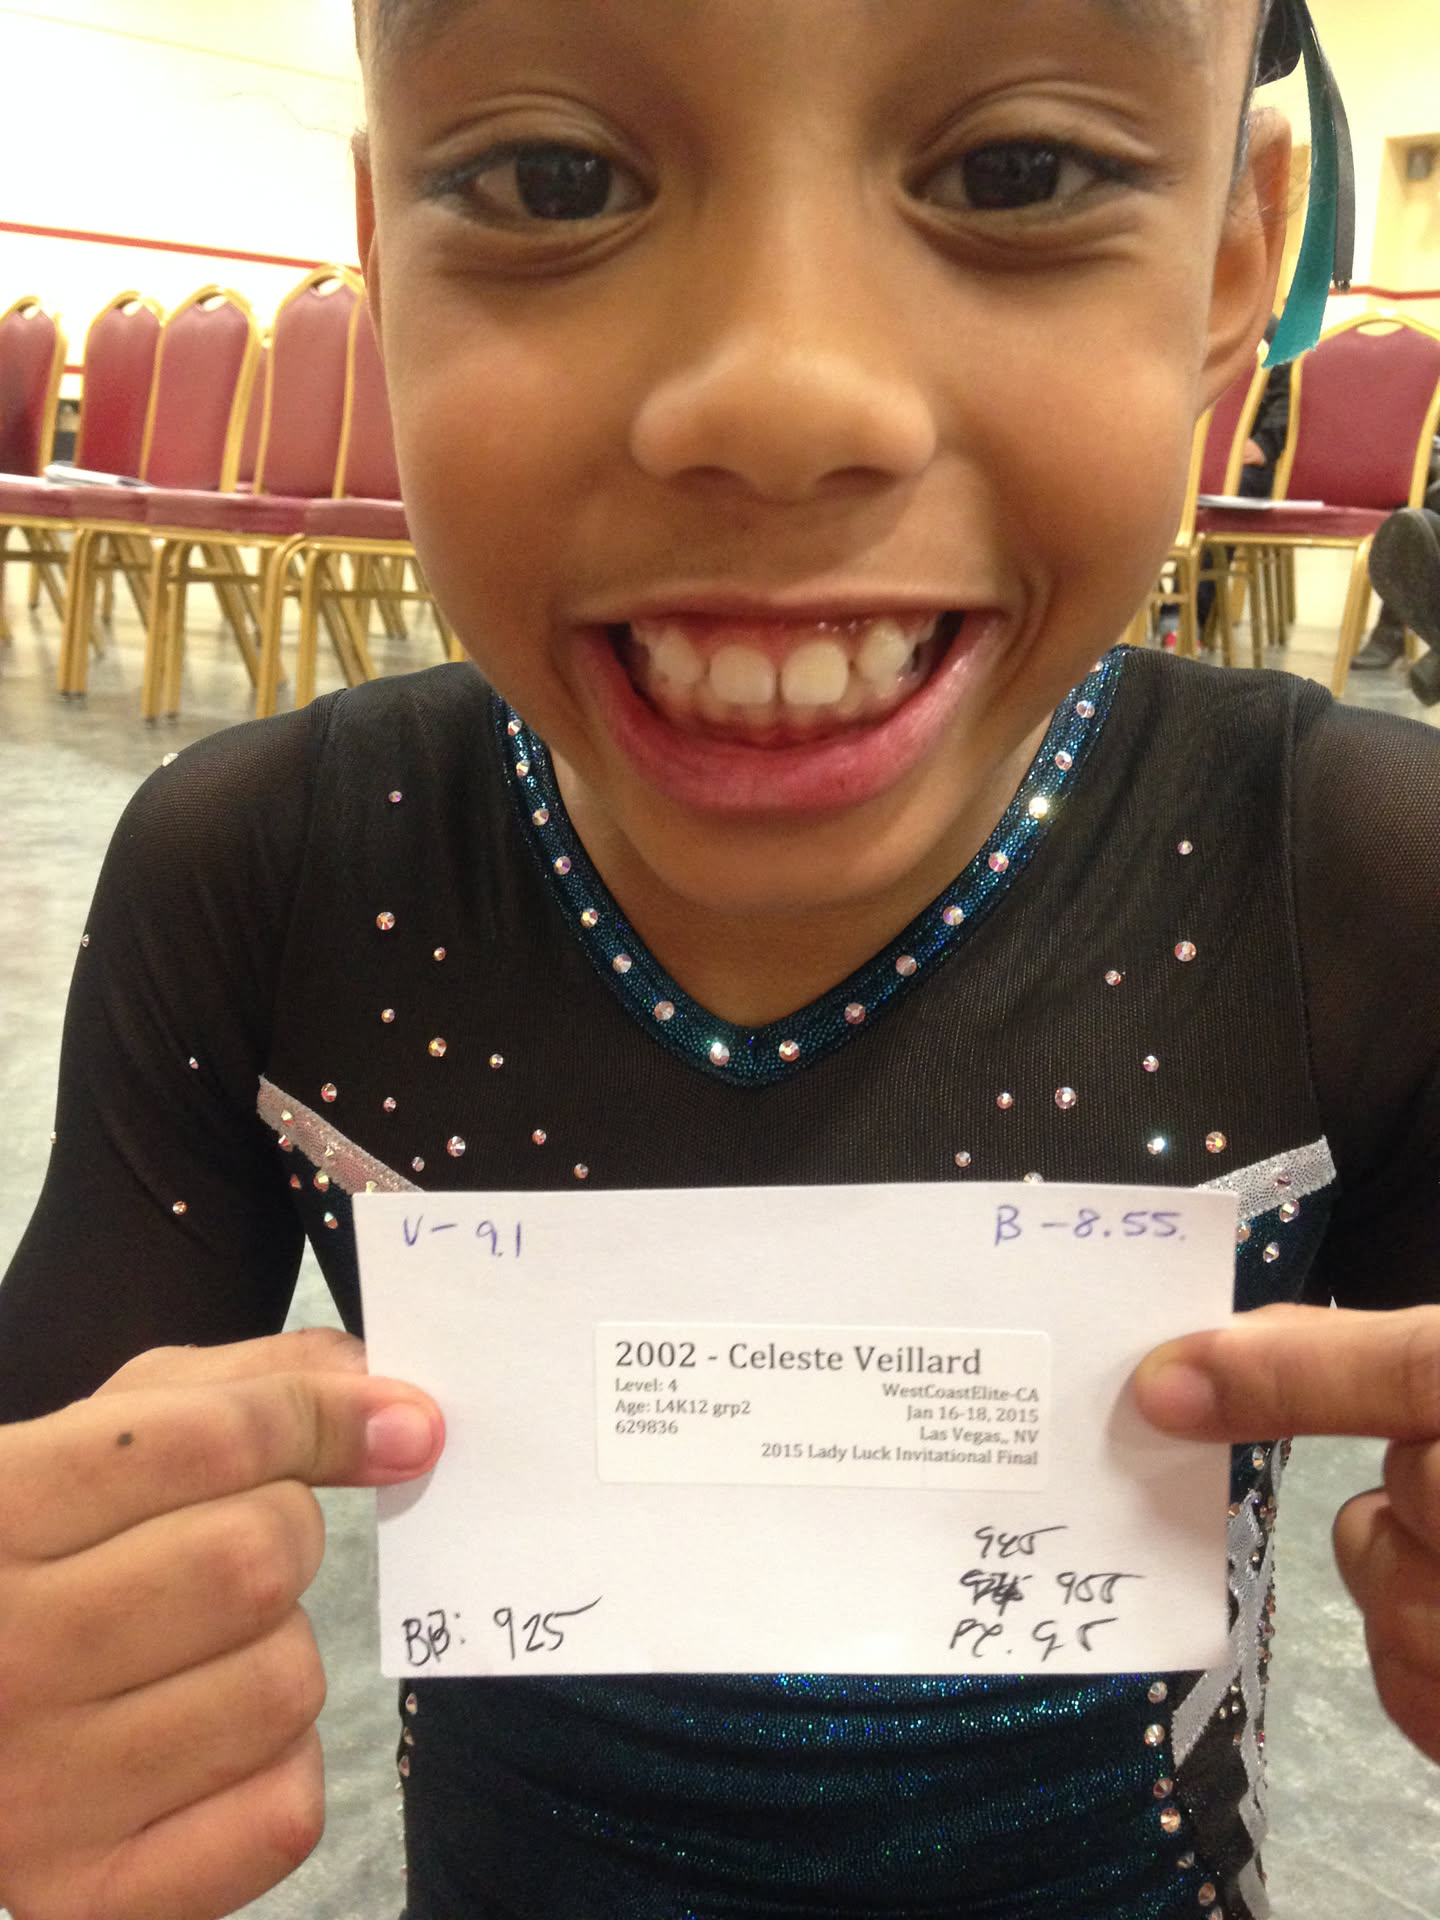 V- 9.1
B - 8.55.
2002 - Celeste Veillard
Level: 4
WestCoastElite-CA
Age: L4K12 grp2
Jan 16-18, 2015
629836
Las Vegas,, NV
2015 Lady Luck Invitational Final
BB: 925